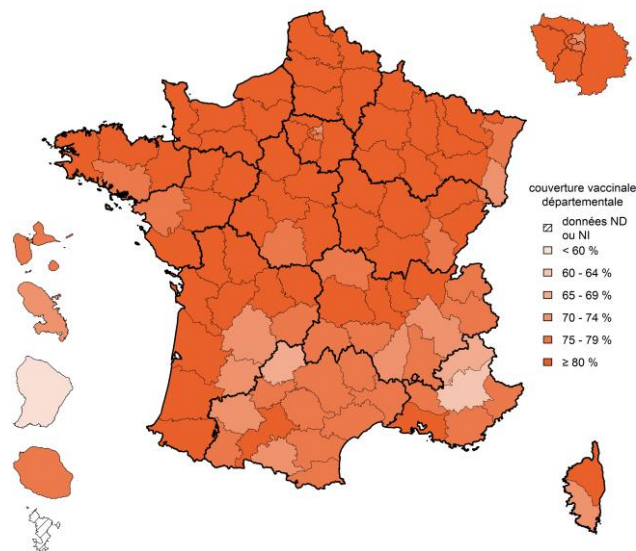 couverture vaccinale
départementale
données ND
ou NI
< 60 %
60 - 64 %
65 - 69 %
70 - 74 %
75 - 79 %
≥ 80 %